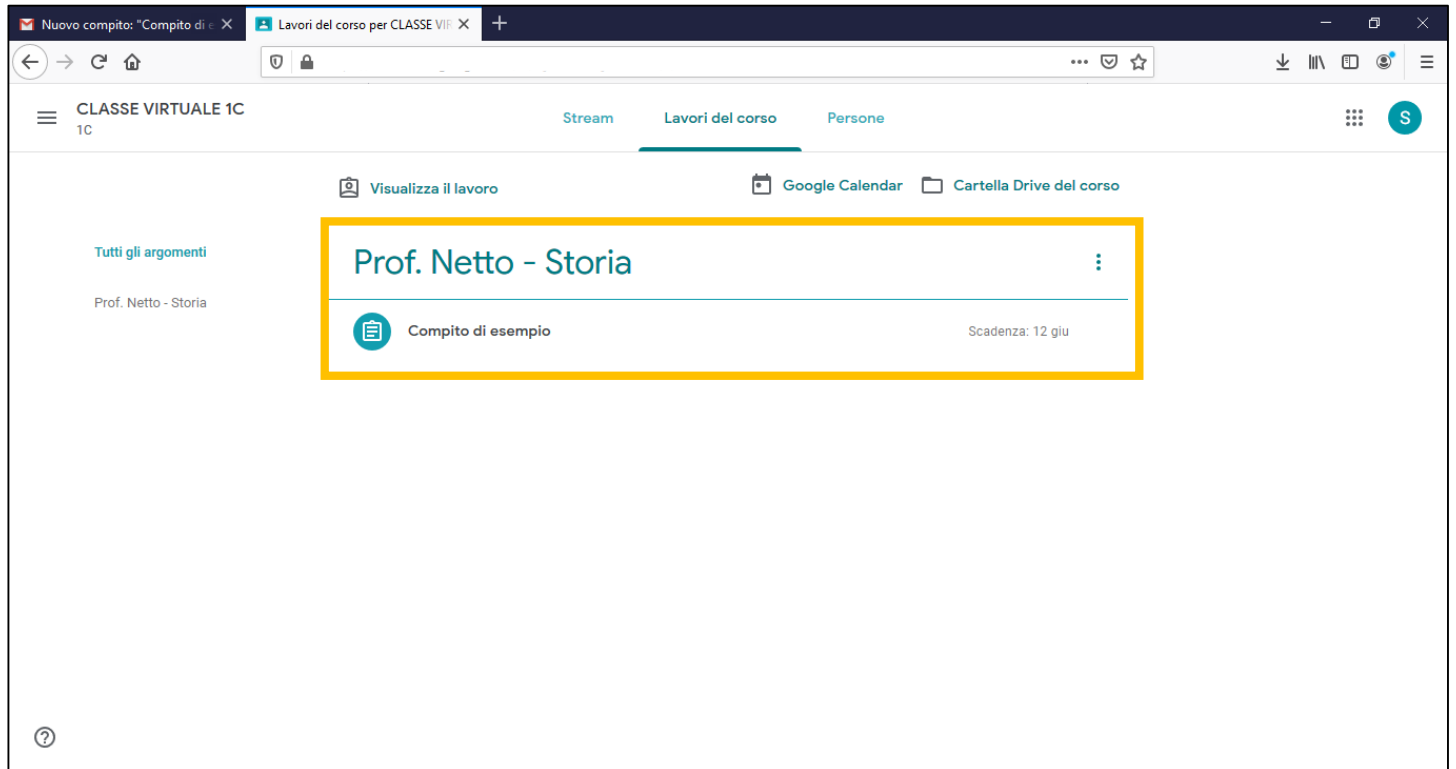 Nuovo compito: "Compito di e
Lavori del corso per CLASSE VIR
CLASSE VIRTUALE 1C
1C
Stream
Lavori del corso
Persone
S
Visualizza il lavoro
Google Calendar
Cartella Drive del corso
Tutti gli argomenti
Prof. Netto - Storia
Prof. Netto - Storia
Compito di esempio
Scadenza: 12 giu